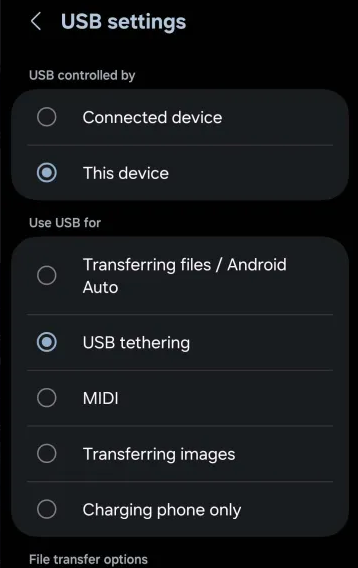 USB settings
USB controlled by
Connected device
This device
Use USB for
Transferring files / Android
Auto
USB tethering
MIDI
Transferring images
Charging phone only
File transfer options